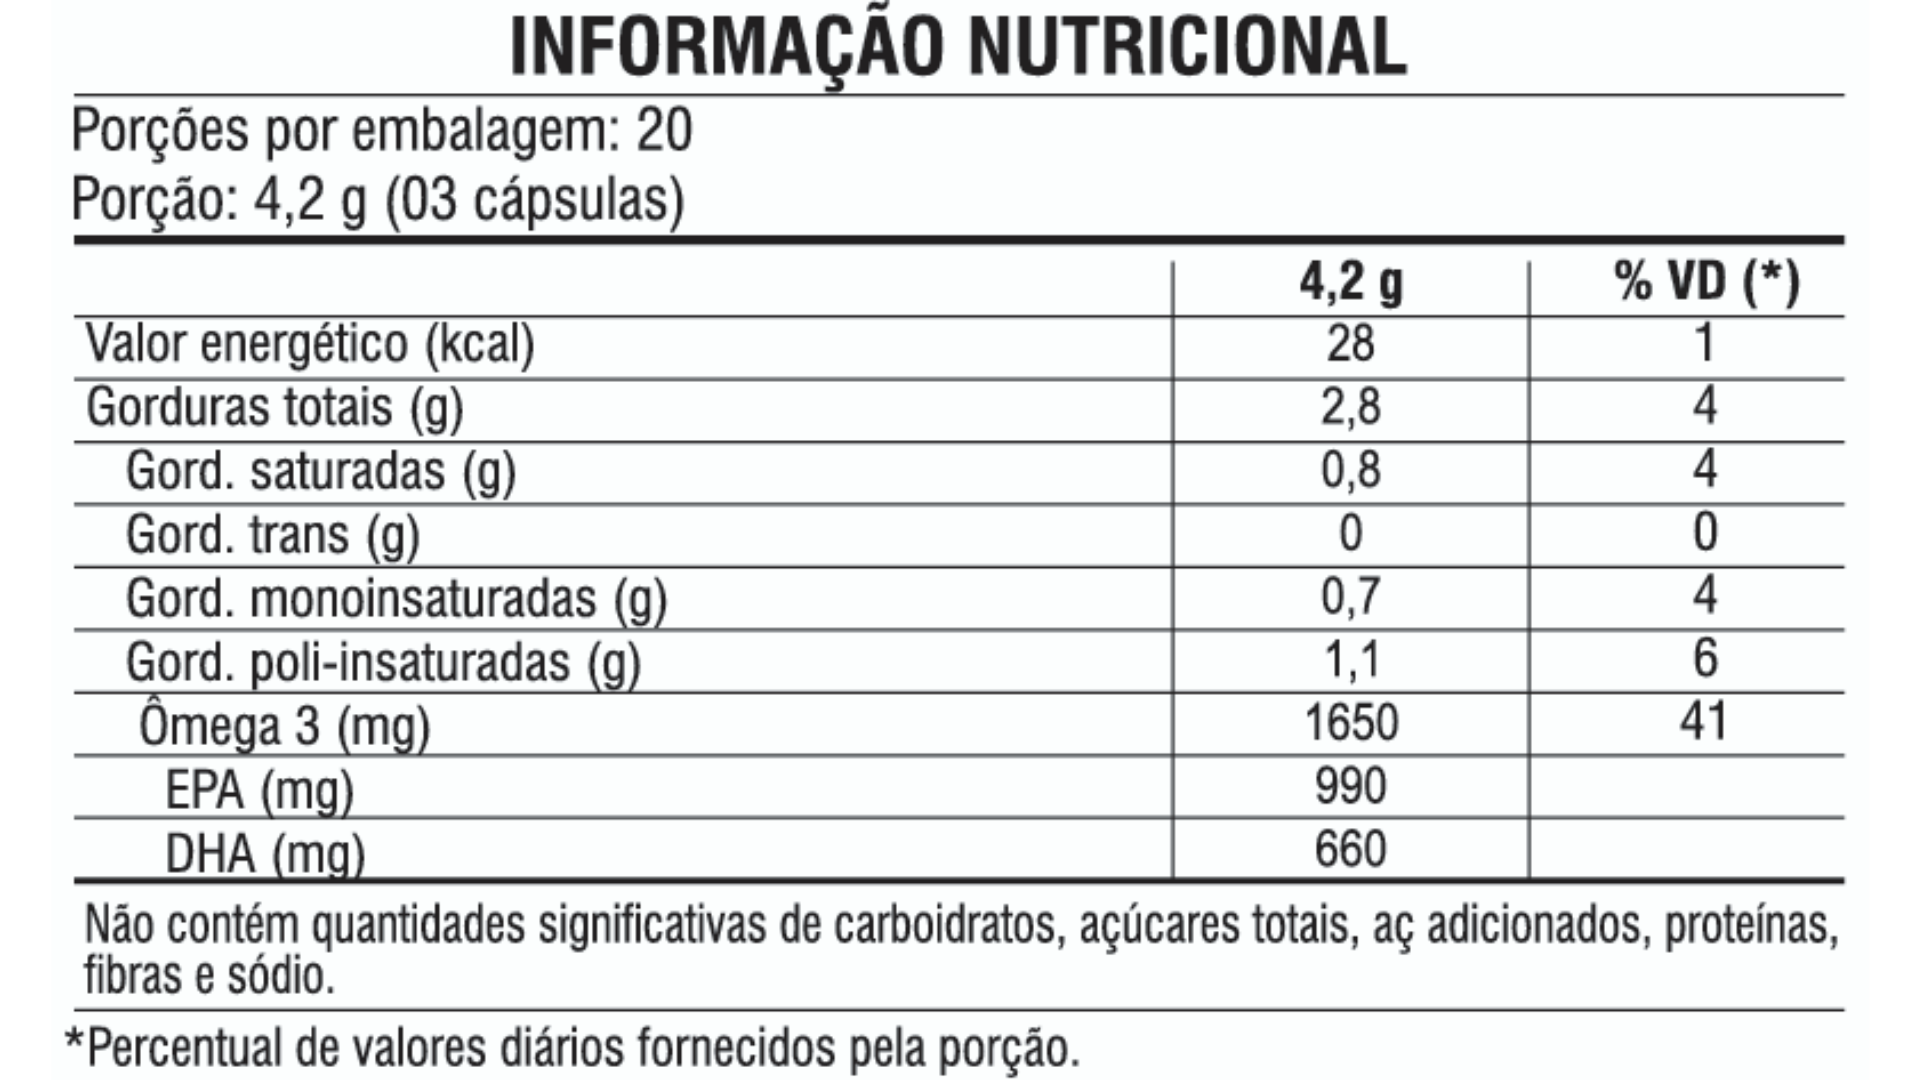 INFORMAÇÃO NUTRICIONAL
Porções por embalagem: 20
Porção: 4,2 g (03 cápsulas)
4,2 g % VD (*)
Valor energético (kcal) 28 1
Gorduras totais (g) 2,8 4
Gord. saturadas (g) 0,8 4
Gord. trans (g) 0 0
Gord. monoinsaturadas (g) 0,7 4
Gord. poli-insaturadas (g) 1,1 6
Ômega 3 (mg) 1650 41
EPA (mg) 990
DHA (mg) 660
Não contém quantidades significativas de carboidratos, açúcares totais, aç adicionados, proteínas,
fibras e sódio.
*Percentual de valores diários fornecidos pela porção.